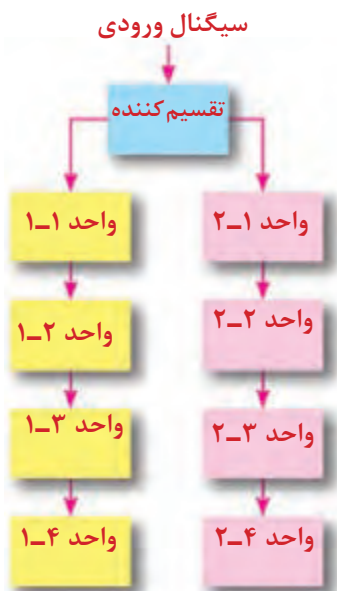 سیگنال ورودی
تقسیم‌کننده
واحد ۱ـ۲
واحد ۱ـ۱
واحد ۲ـ۲
واحد ۲ـ۱
واحد ۳ـ۲
واحد ۳ـ۱
واحد ۴ـ۲
واحد ۴ـ۱